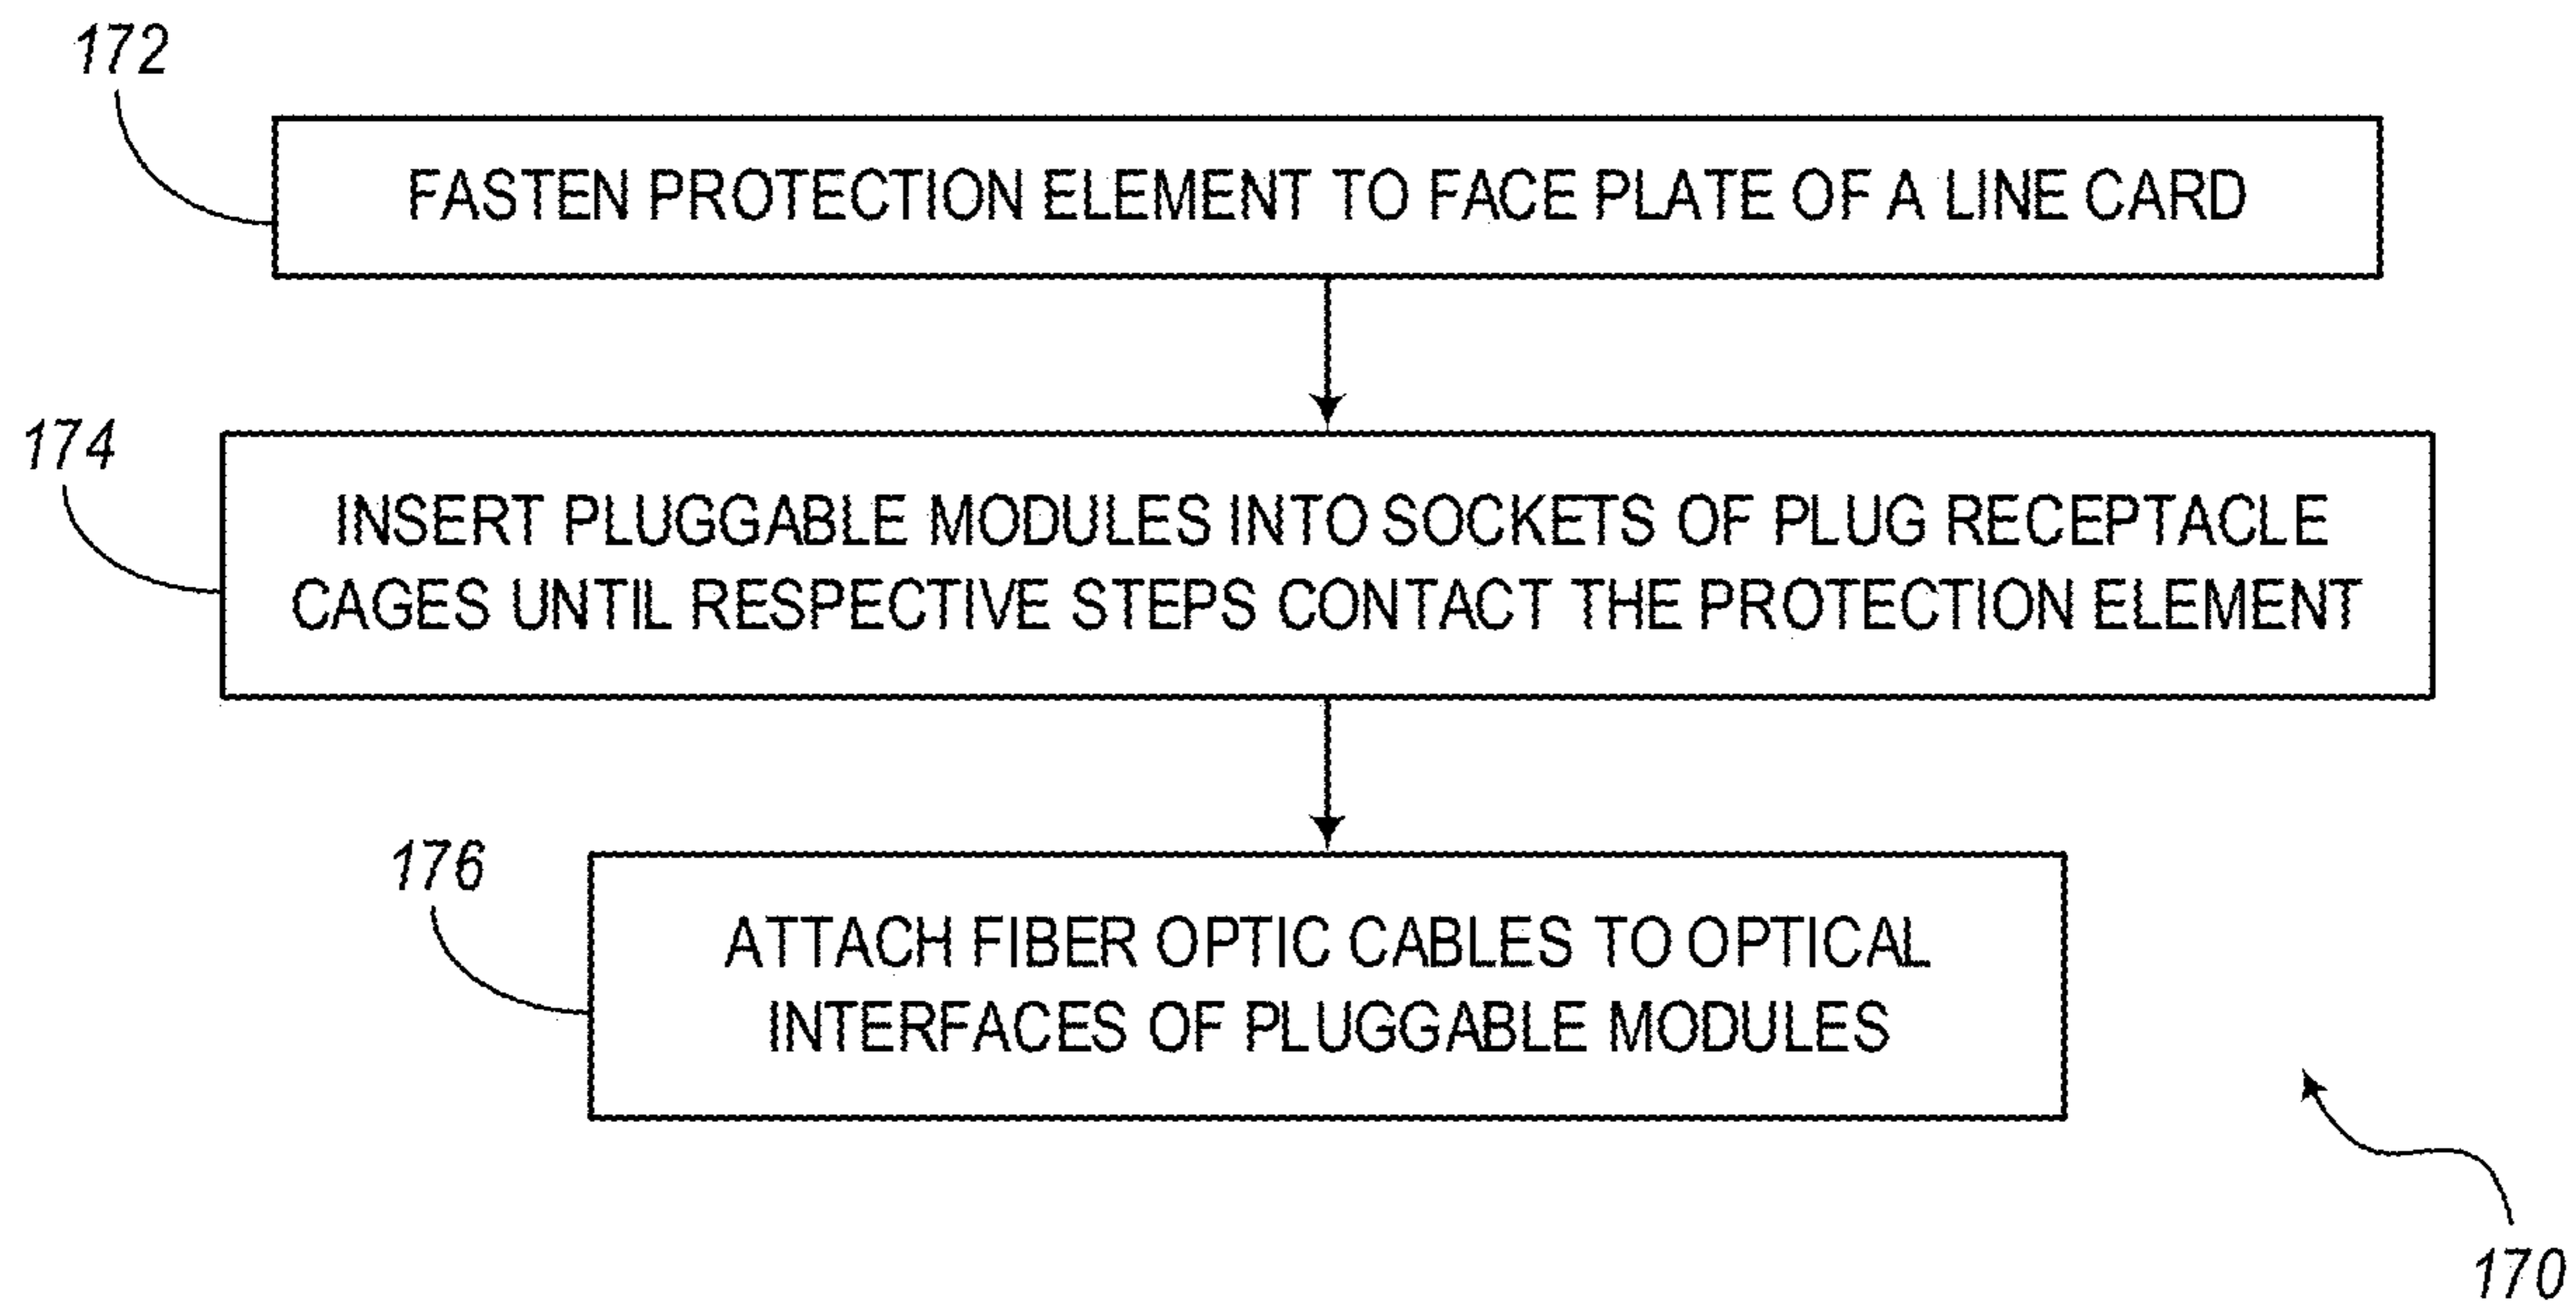 172
FASTEN PROTECTION ELEMENT TO FACE PLATE OF A LINE CARD
174
INSERT PLUGGABLE MODULES INTO SOCKETS OF PLUG RECEPTACLE
CAGES UNTIL RESPECTIVE STEPS CONTACT THE PROTECTION ELEMENT
176
ATTACH FIBER OPTIC CABLES TO OPTICAL
INTERFACES OF PLUGGABLE MODULES
170